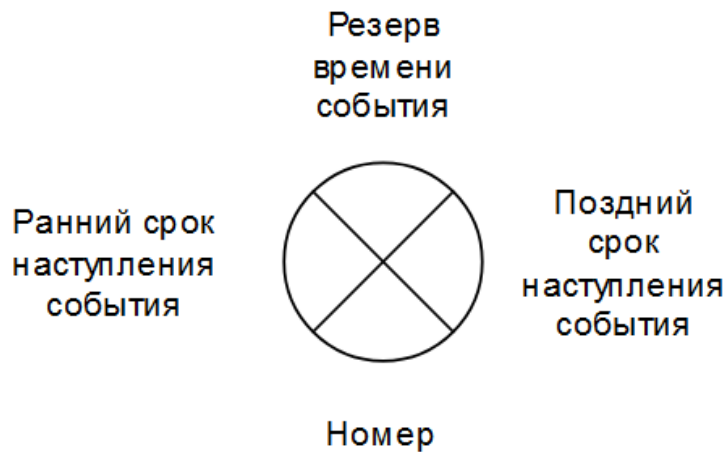 Резерв
времени
события
Ранний срок
наступления
события
Поздний
срок
наступления
события
Номер